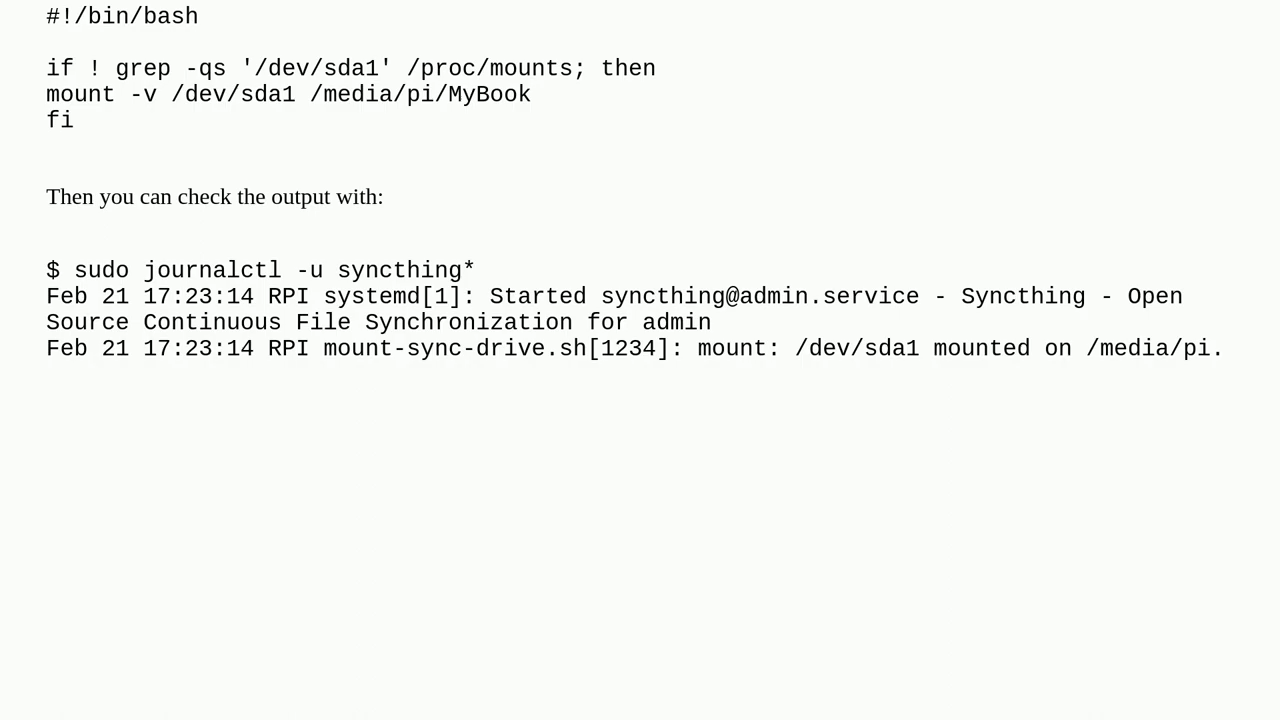 #!/bin/bash
if ! grep -qs '/dev/sda1' /proc/mounts; then
mount -v /dev/sda1 /media/pi/MyBook
fi
Then you can check the output with:
$ sudo journalctl -u syncthing*
Feb 21 17:23:14 RPI systemd[1]: Started syncthing@admin.service - Syncthing - Open
Source Continuous File Synchronization for admin
Feb 21 17:23:14 RPI mount-sync-drive.sh[1234]: mount: /dev/sda1 mounted on /media/pi.